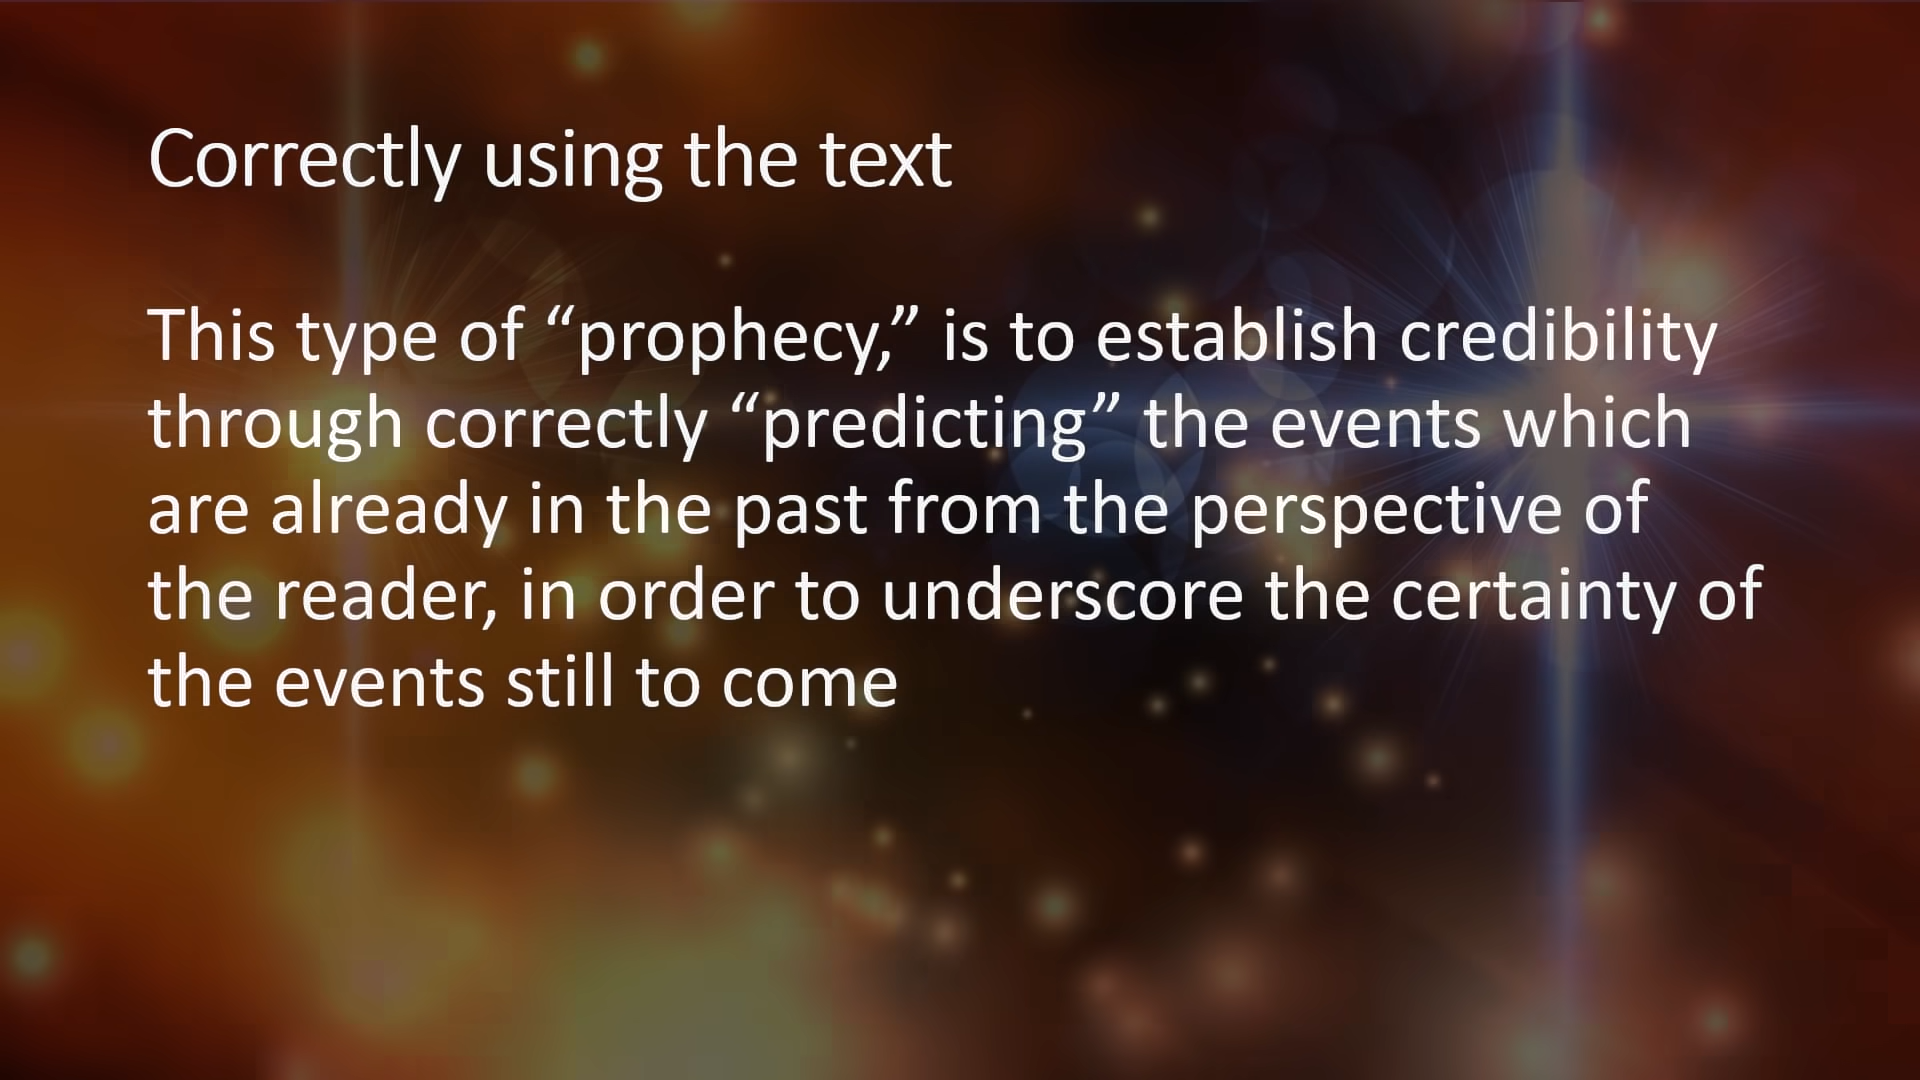 Correctly using the text
This type of “prophecy,” is to establish credibility
through correctly “predicting” the events which
are already in the past from the perspective of
the reader, in order to underscore the certainty of
the events still to come